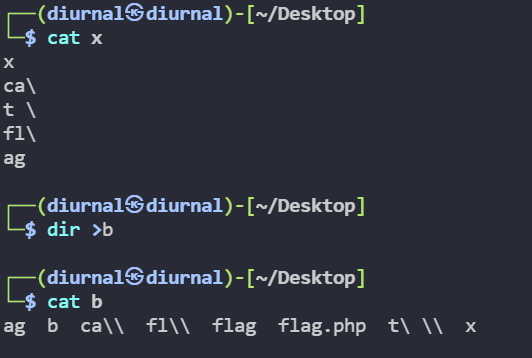 ┌──(diurnal㉿diurnal)-[~/Desktop]
└─$ cat x
x
ca\
t \
fl\
ag
┌──(diurnal㉿diurnal)-[~/Desktop]
└─$ dir >b
┌──(diurnal㉿diurnal)-[~/Desktop]
└─$ cat b
ag  b  ca\\  fl\\  flag  flag.php  t\ \\  x